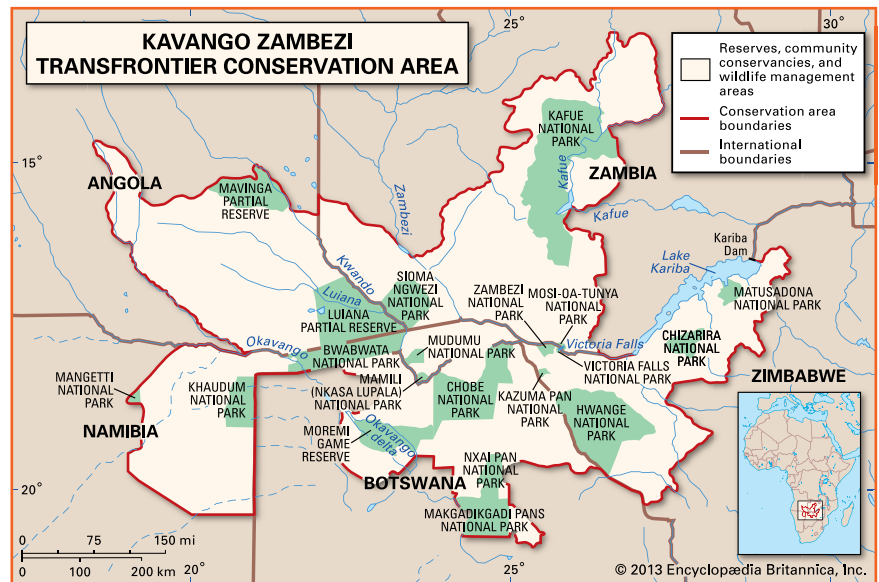 KAVANGO ZAMBEZI
TRANSFRONTIER CONSERVATION AREA
25
30
Reserves, community
conservancies, and
wildlife management
areas
Conservation area
boundaries
International
boundaries
15°
15°
ANGOLA
MAVINGA
PARTIAL
RESERVE
KAFUE
NATIONAL
PARK
Kafue
ZAMBIA
Kafue
Zambezi
Kwando
Luiana
LUIANA
PARTIAL RESERVE
SIOMA
NGWEZI
NATIONAL
PARK
ZAMBEZI
NATIONAL
PARK
MOSI-OA-TUNYA
NATIONAL
PARK
Lake
Kariba
Kariba
Dam
MATUSADONA
NATIONAL PARK
Okavango
BWABWATA
NATIONAL PARK
MUDUMU
NATIONAL PARK
Victoria Falls
VICTORIA FALLS
NATIONAL PARK
CHIZARIRA
NATIONAL
PARK
ZIMBABWE
MANGETTI
NATIONAL
PARK
KHAUDUM
NATIONAL
PARK
MAMILI
(NKASA LUPALA)
NATIONAL PARK
CHOBE
NATIONAL
PARK
KAZUMA PAN
NATIONAL
PARK
HWANGE
NATIONAL
PARK
NAMIBIA
MOREMI
GAME
RESERVE
Okavango
delta
BOTSWANA
NXAI PAN
NATIONAL
PARK
MAKGADIKGADI PANS
NATIONAL PARK
20°
20°
0 75 150 mi
0 100 200 km
20°
25
© 2013 Encyclopædia Britannica, Inc.